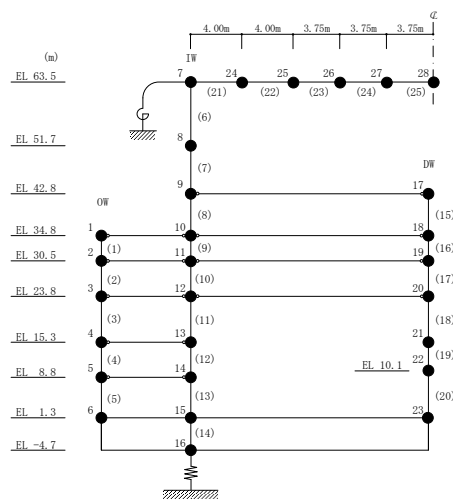 ℄
4.00m 4.00m 3.75m 3.75m 3.75m
(m) IW
EL 63.5 7 24 25 26 27 28
(21) (22) (23) (24) (25)
(6)
EL 51.7 8
(7)
EL 42.8 9 17
OW DW
(8) (15)
EL 34.8 1 10 18
(1) (9) (16)
EL 30.5 2 11 19
(2) (10) (17)
EL 23.8 3 12 20
(3) (11) (18)
EL 15.3 4 13 21
(4) (12) (19)
EL 10.1 22
EL 8.8 5 14
(5) (13) (20)
EL 1.3 6 15 23
(14)
EL -4.7 16